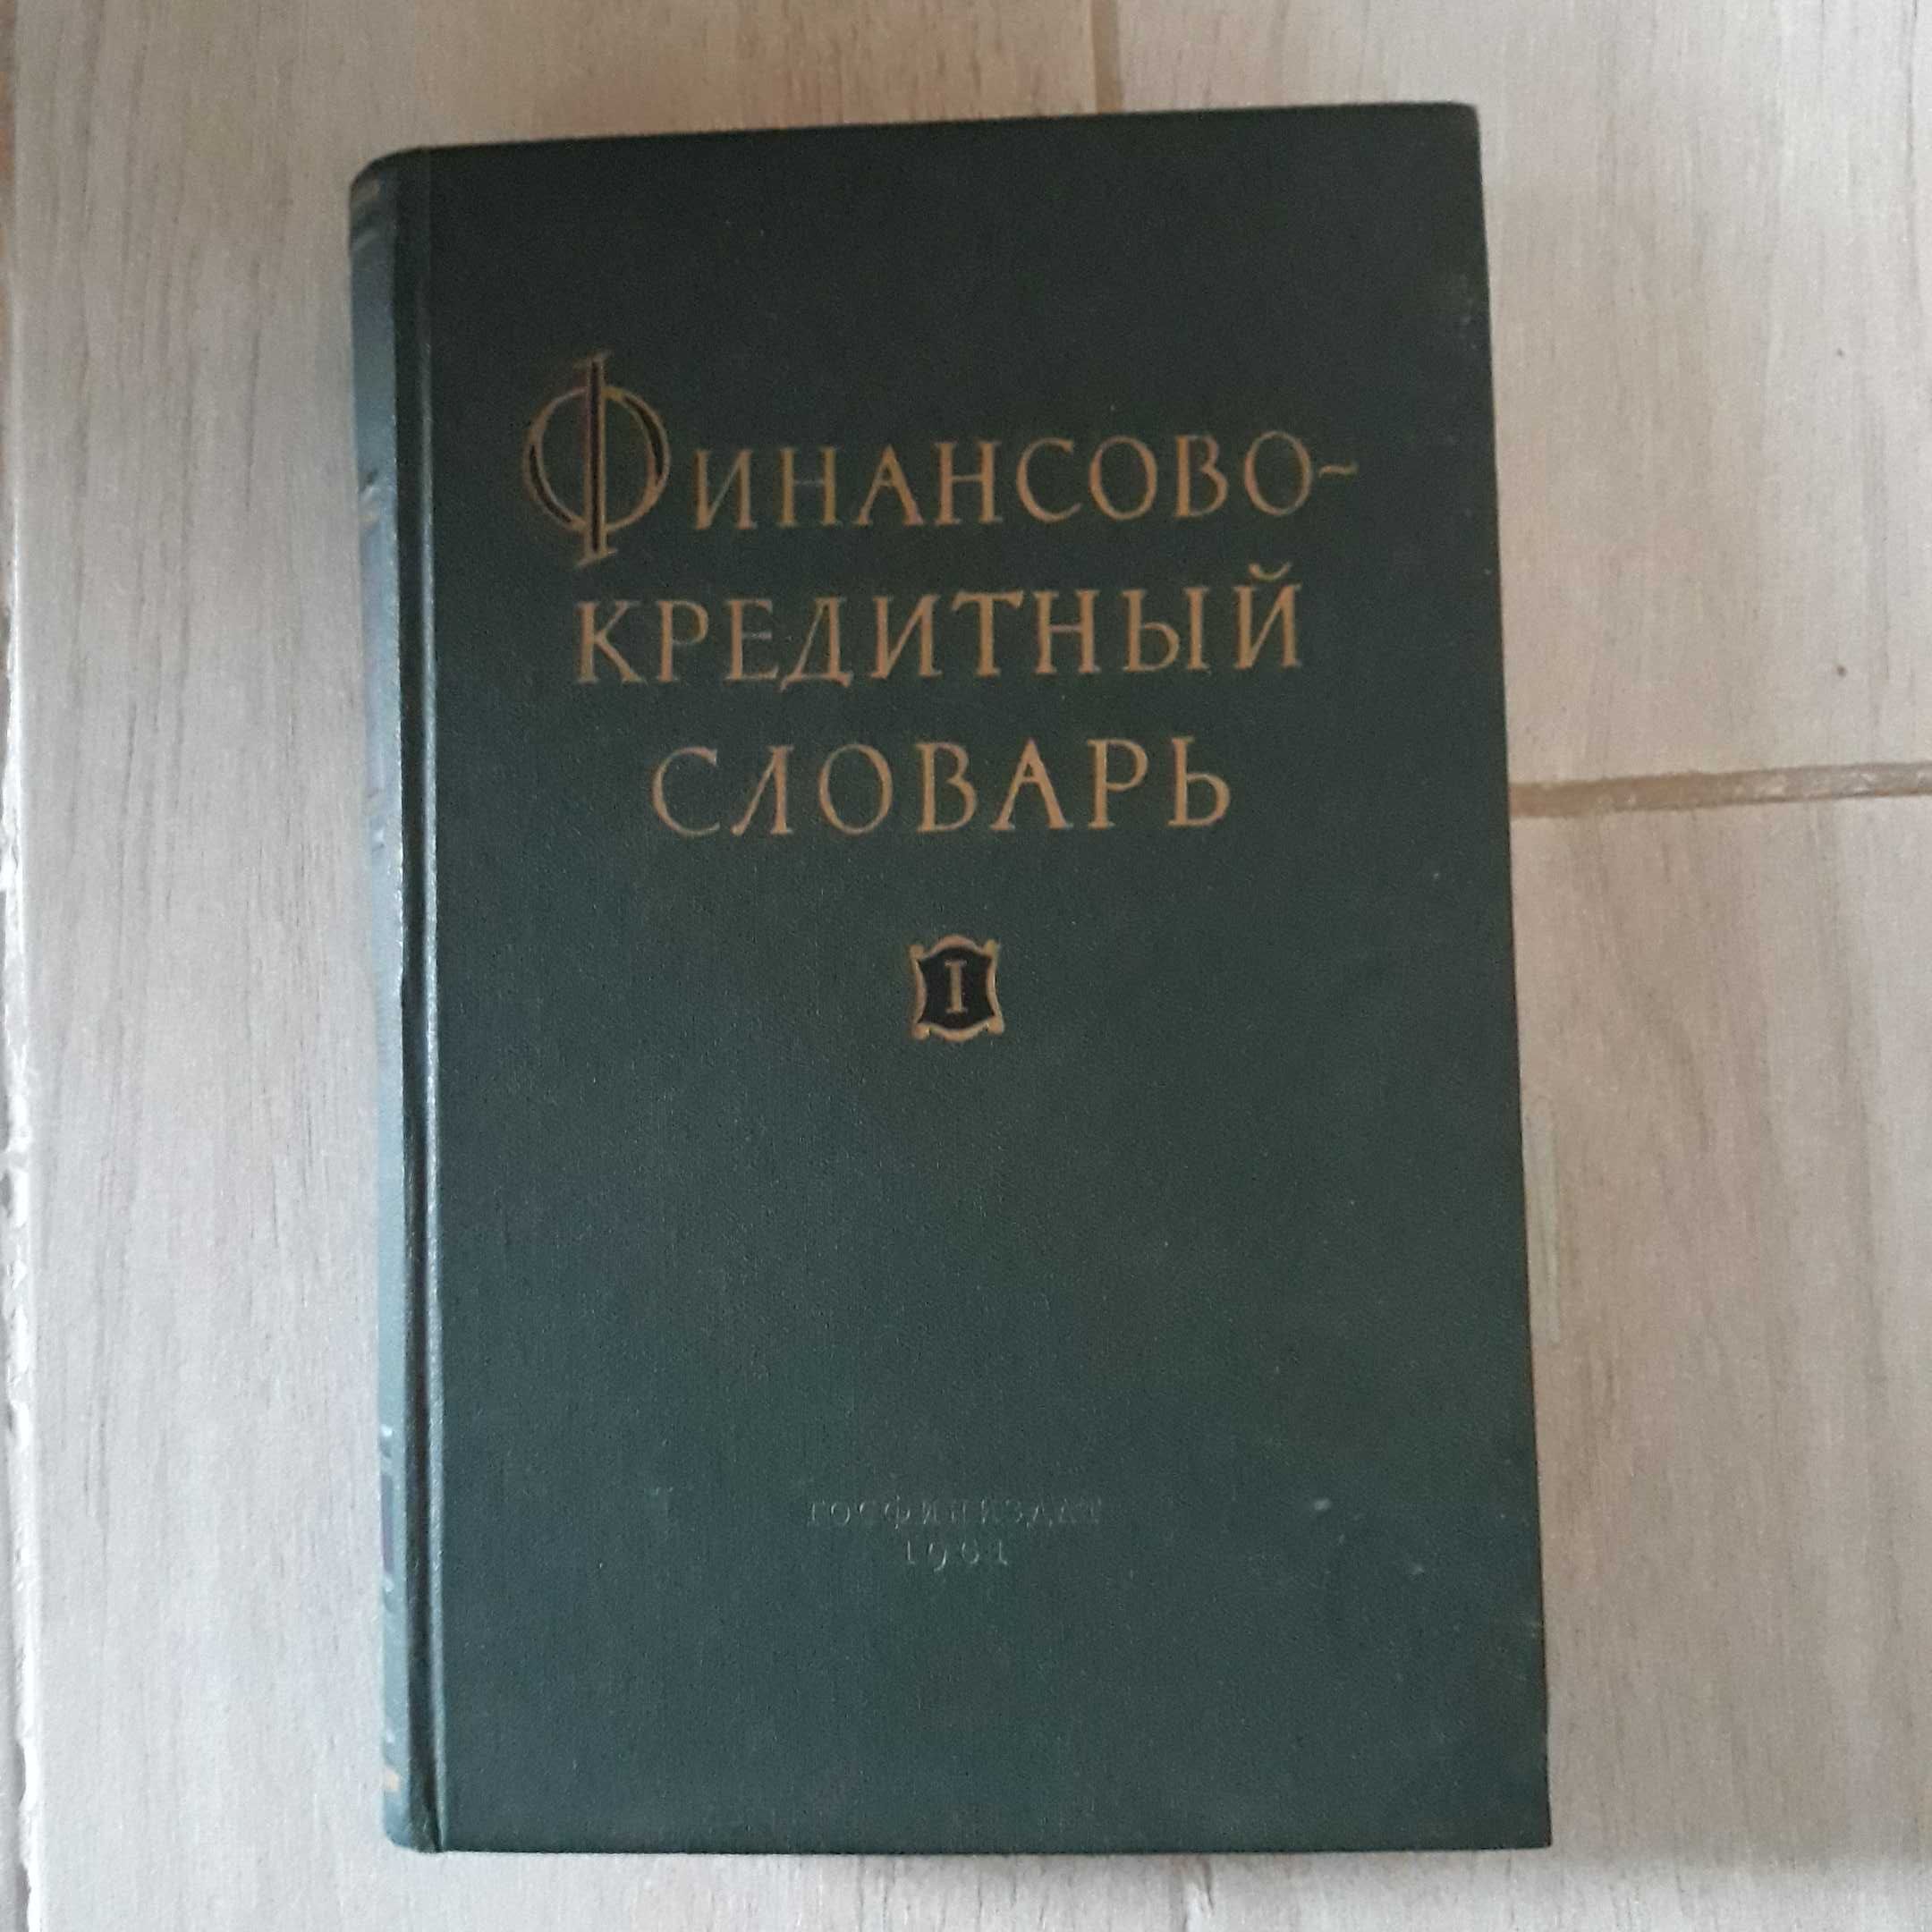 ФИНАНСОВО-
КРЕДИТНЫЙ
СЛОВАРЬ
I
ГОСФИНИЗДАТ
1961